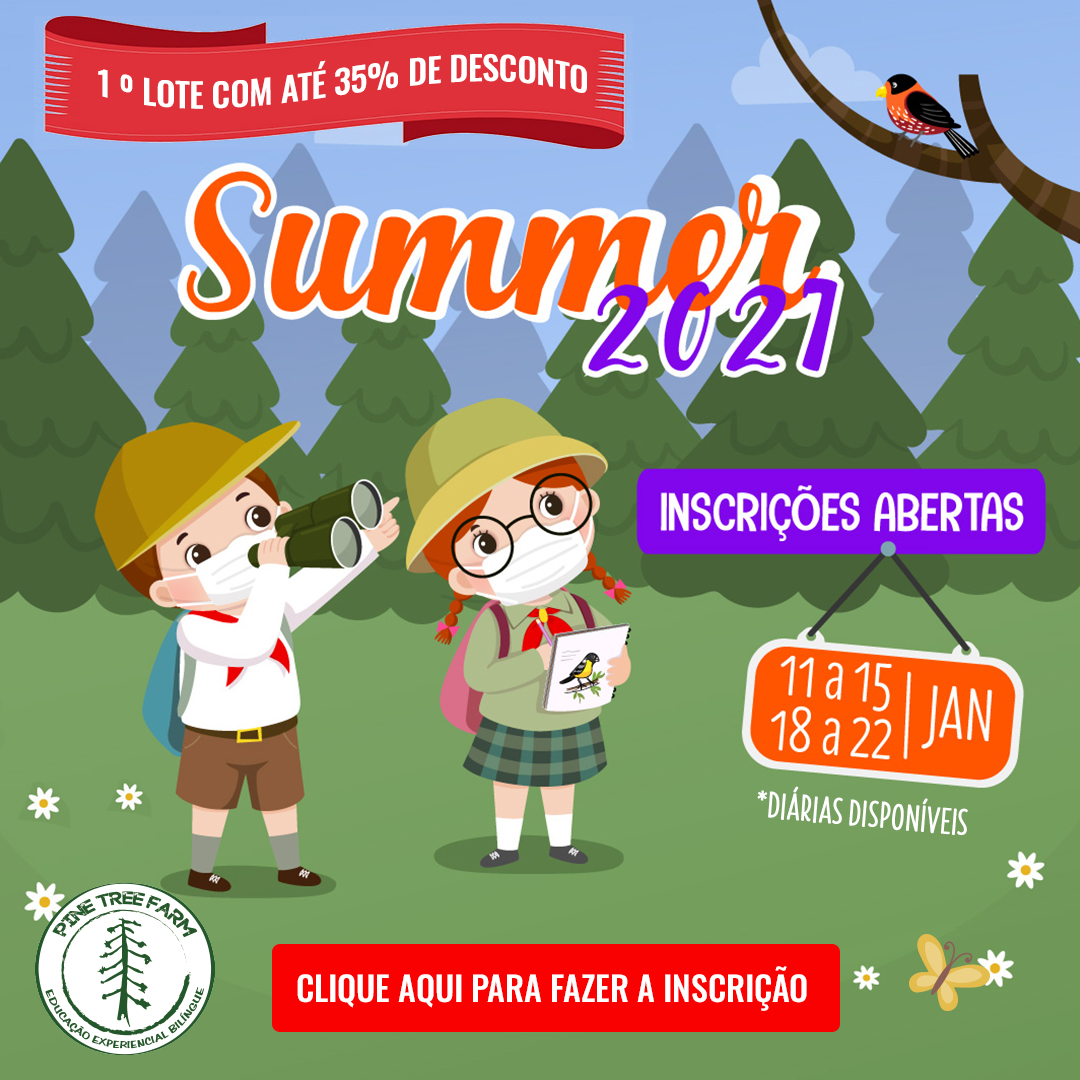 1 º LOTE COM ATÉ 35% DE DESCONTO
Summer
2021
INSCRIÇÕES ABERTAS
11 a 15
18 a 22
JAN
*DIÁRIAS DISPONÍVEIS
PINE TREE FARM
EDUCAÇÃO EXPERIENCIAL BILÍNGUE
CLIQUE AQUI PARA FAZER A INSCRIÇÃO